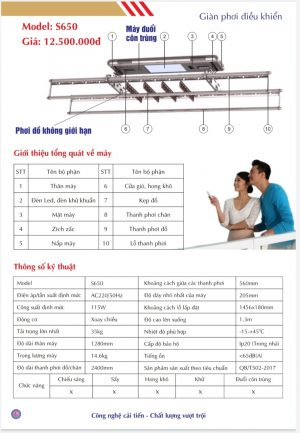 Giàn phơi điều khiển
Model: S650
Giá: 12.500.000đ
Máy đuổi
côn trùng
1 2 3 4 5
Phơi đồ không giới hạn
6 7 8 9 10
Giới thiệu tổng quát về máy
STT Tên bộ phận STT Tên bộ phận
1 Thân máy 6 Cửa gió, hong khô
2 Đèn Led, đèn khử khuẩn 7 Kẹp đồ
3 Mặt máy 8 Thanh phơi chăn
4 Zích zắc 9 Thanh phơi đồ
5 Nắp máy 10 Lỗ thanh phơi
Thông số kỹ thuật
Model S650 Khoảng cách giữa các thanh phơi 560mm
Điện áp/tần suất định mức AC220/50Hz Độ dày nhỏ nhất của máy 205mm
Công suất định mức 115W Khoảng cách lỗ lắp đặt 1456x180mm
Động cơ Xoay chiều Độ cao lên xuống 1.3m
Tải trọng lớn nhất 35kg Nhiệt độ phù hợp -15-+45°C
Độ dài thân máy 1280mm Cấp độ bảo hộ Ip20 (Trong nhà)
Trọng lượng máy 14.6kg Tiếng ồn <65dB(A)
Độ dài thanh phơi đồ/chăn 2400mm Sản phẩm sản xuất theo tiêu chuẩn QB/T502-2017
Chức năng Chiếu sáng Sấy Hong khô Khử Đuổi côn trùng
X X X X X
Công nghệ cải tiến - Chất lượng vượt trội